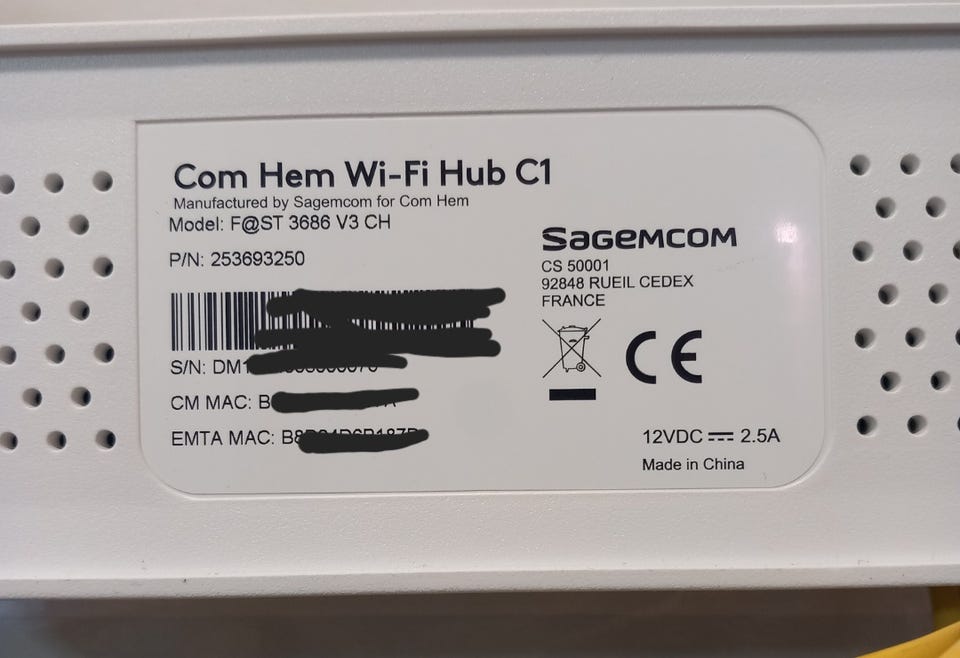 Com Hem Wi-Fi Hub C1
Manufactured by Sagemcom for Com Hem
Model: F@ST 3686 V3 CH
P/N: 253693250
S/N: DM1
CM MAC: B
EMTA MAC: B8
SAGEMCOM
CS 50001
92848 RUEIL CEDEX
FRANCE
CE
12VDC 2.5A
Made in China